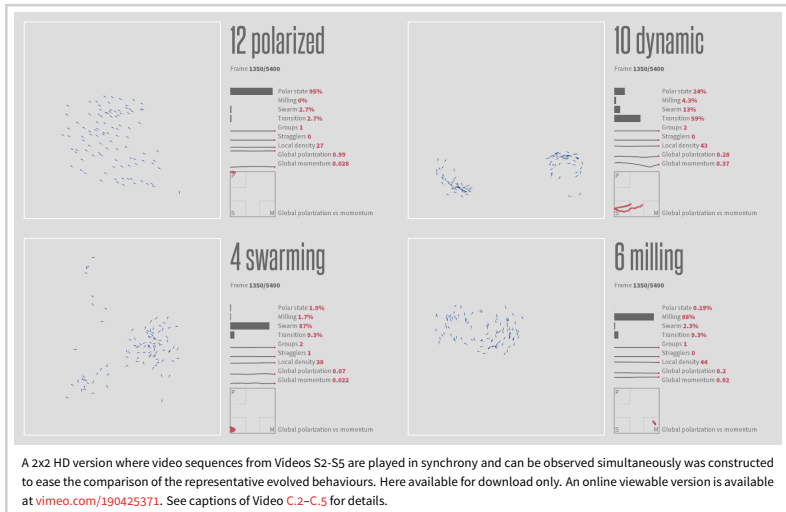 12 polarized
Frame 1350/5400
Polar state 95%
Milling 0%
Swarm 2.7%
Transition 2.7%
Groups 1
Stragglers 0
Local density 27
Global polarization 0.99
Global momentum 0.028
P
S M
Global polarization vs momentum
10 dynamic
Frame 1350/5400
Polar state 24%
Milling 4.3%
Swarm 13%
Transition 59%
Groups 2
Stragglers 0
Local density 43
Global polarization 0.28
Global momentum 0.37
P
S M
Global polarization vs momentum
4 swarming
Frame 1350/5400
Polar state 1.9%
Milling 1.7%
Swarm 87%
Transition 9.3%
Groups 2
Stragglers 1
Local density 38
Global polarization 0.07
Global momentum 0.022
P
S M
Global polarization vs momentum
6 milling
Frame 1350/5400
Polar state 0.19%
Milling 88%
Swarm 2.3%
Transition 9.3%
Groups 1
Stragglers 0
Local density 44
Global polarization 0.2
Global momentum 0.92
P
S M
Global polarization vs momentum
A 2x2 HD version where video sequences from Videos S2-S5 are played in synchrony and can be observed simultaneously was constructed
to ease the comparison of the representative evolved behaviours. Here available for download only. An online viewable version is available
at vimeo.com/190425371. See captions of Video C.2–C.5 for details.